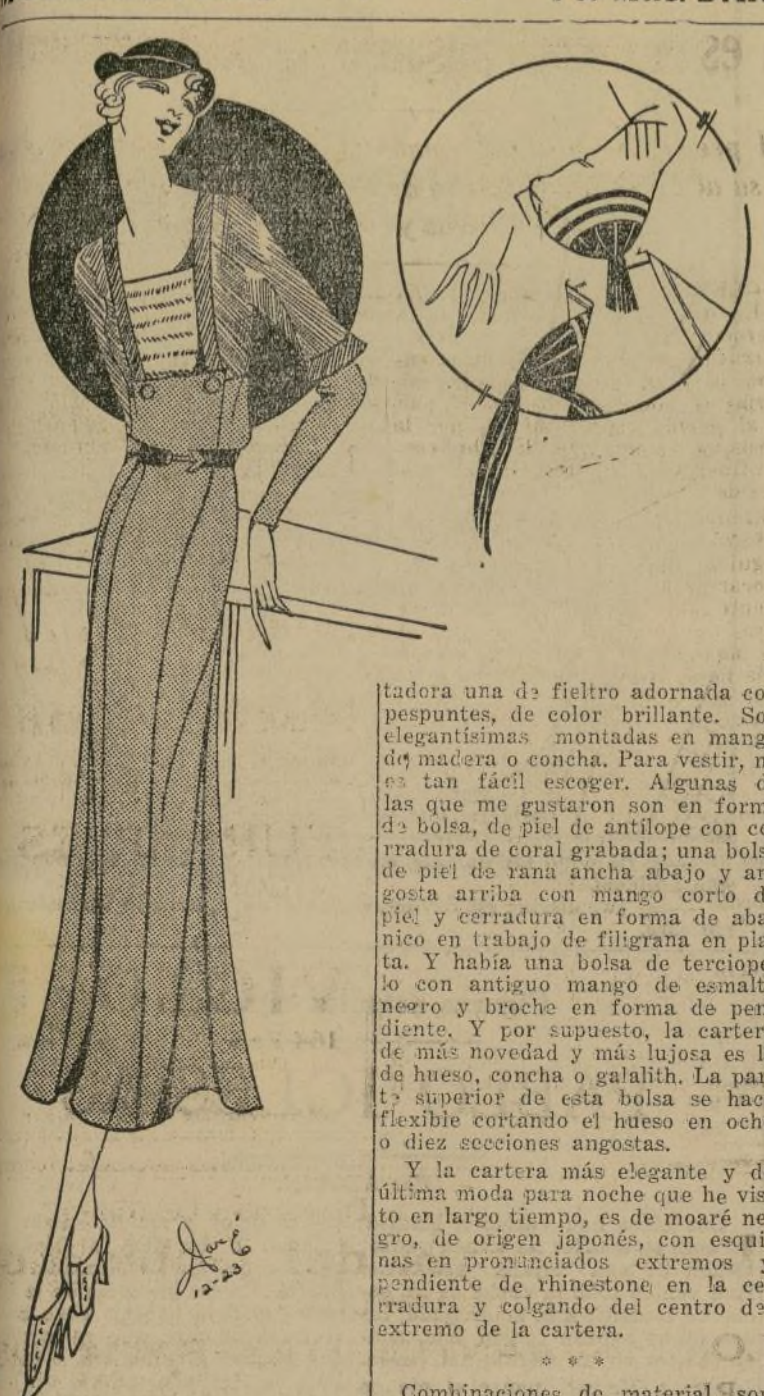 12-23
tadora una de fieltro adornada co
pespuntes, de color brillante. So
elegantísimas montadas en mang
de madera o concha. Para vestir, n
es tan fácil escoger. Algunas d
las que me gustaron son en form
de bolsa, de piel de antílope con ce
rradura de coral grabada; una bols
de piel de rana ancha abajo y an
gosta arriba con mango corto d
piel y cerradura en forma de aba
nico en trabajo de filigrana en pla
ta. Y había una bolsa de terciope
lo con antiguo mango de esmalt
negro y broche en forma de pen
diente. Y por supuesto, la carter
de más novedad y más lujosa es l
de hueso, concha o galalith. La par
te superior de esta bolsa se hac
flexible cortando el hueso en och
o diez secciones angostas.
Y la cartera más elegante y d
última moda para noche que he vis
to en largo tiempo, es de moaré ne
gro, de origen japonés, con esqui
nas en pronunciados extremos y
pendiente de rhinestone en la ce
rradura y colgando del centro de
extremo de la cartera.
* * *
Combinaciones de material son